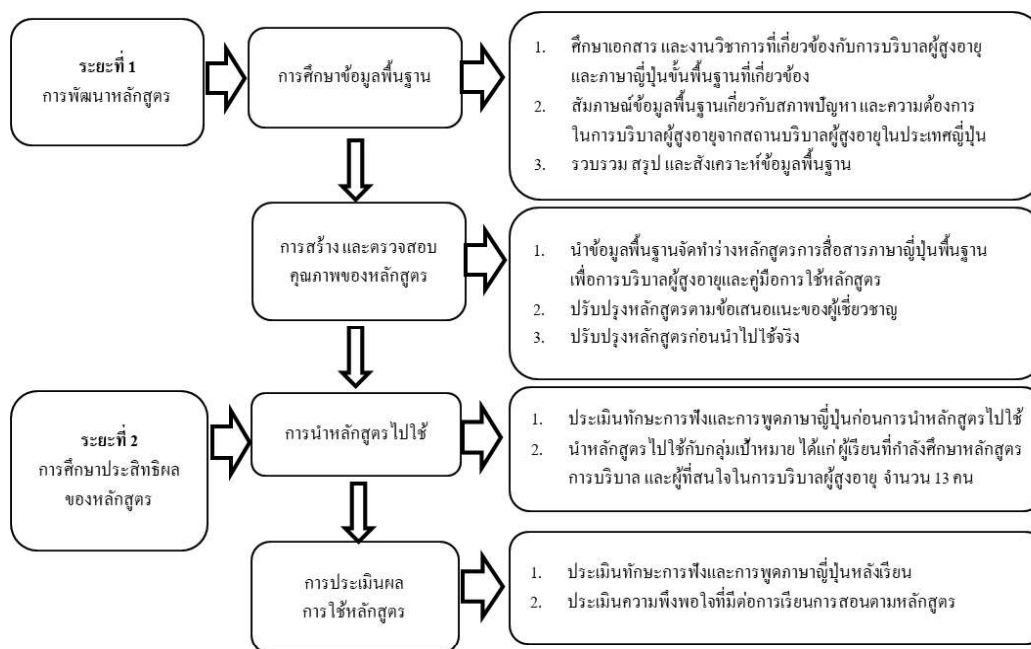 ระยะที่ 1
การพัฒนาหลักสูตร
การศึกษาข้อมูลพื้นฐาน
1. ศึกษาเอกสาร และงานวิชาการที่เกี่ยวข้องกับการบริบาลผู้สูงอายุ
และภาษาญี่ปุ่นขั้นพื้นฐานที่เกี่ยวข้อง
2. สัมภาษณ์ข้อมูลพื้นฐานเกี่ยวกับสภาพปัญหา และความต้องการ
ในการบริบาลผู้สูงอายุจากสถานบริบาลผู้สูงอายุในประเทศญี่ปุ่น
3. รวบรวม สรุป และสังเคราะห์ข้อมูลพื้นฐาน
การสร้าง และตรวจสอบ
คุณภาพของหลักสูตร
1. นำข้อมูลพื้นฐานจัดทำร่างหลักสูตรการสื่อสารภาษาญี่ปุ่นพื้นฐาน
เพื่อการบริบาลผู้สูงอายุและคู่มือการใช้หลักสูตร
2. ปรับปรุงหลักสูตรตามข้อเสนอแนะของผู้เชี่ยวชาญ
3. ปรับปรุงหลักสูตรก่อนนำไปใช้จริง
ระยะที่ 2
การศึกษาประสิทธิผล
ของหลักสูตร
การนำหลักสูตรไปใช้
1. ประเมินทักษะการฟังและการพูดภาษาญี่ปุ่นก่อนการนำหลักสูตรไปใช้
2. นำหลักสูตรไปใช้กับกลุ่มเป้าหมาย ได้แก่ ผู้เรียนที่กำลังศึกษาหลักสูตร
การบริบาล และผู้ที่สนใจในการบริบาลผู้สูงอายุ จำนวน 13 คน
การประเมินผล
การใช้หลักสูตร
1. ประเมินทักษะการฟังและการพูดภาษาญี่ปุ่นหลังเรียน
2. ประเมินความพึงพอใจที่มีต่อการเรียนการสอนตามหลักสูตร